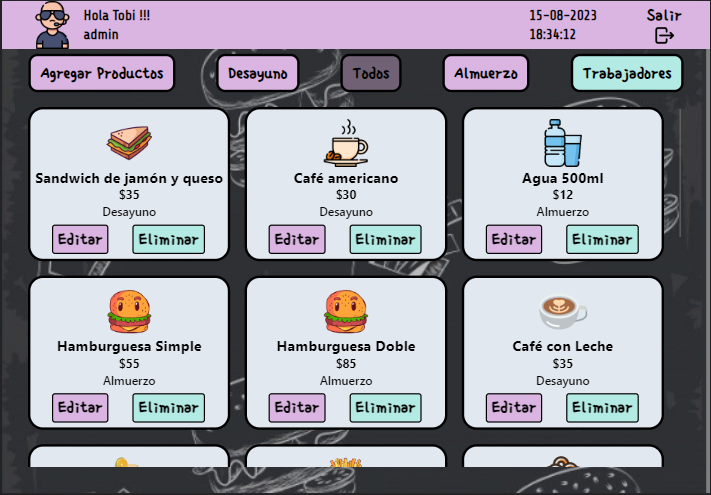 Hola Tobi !!!
admin
15-08-2023
18:34:12
Salir
Agregar Productos
Desayuno
Todos
Almuerzo
Trabajadores
Sandwich de jamón y queso
$35
Desayuno
Editar
Eliminar
Café americano
$30
Desayuno
Editar
Eliminar
Agua 500ml
$12
Almuerzo
Editar
Eliminar
Hamburguesa Simple
$55
Almuerzo
Editar
Eliminar
Hamburguesa Doble
$85
Almuerzo
Editar
Eliminar
Café con Leche
$35
Desayuno
Editar
Eliminar